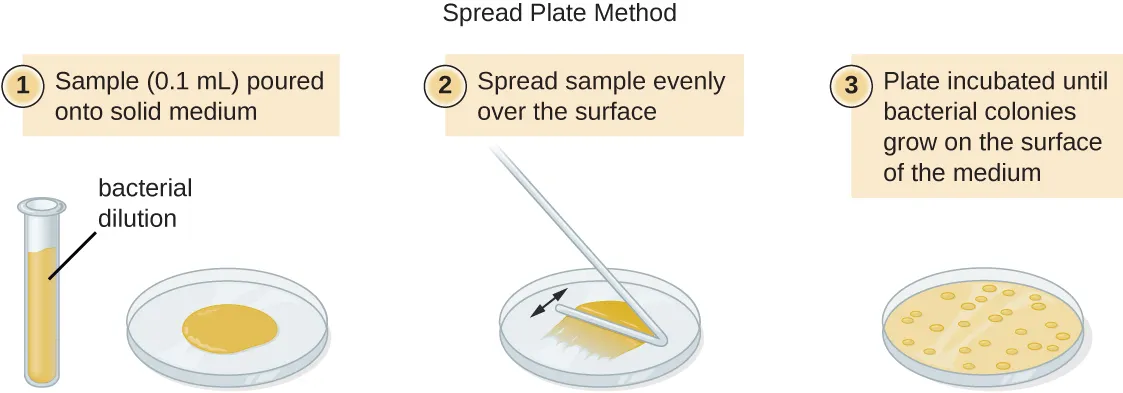 Spread Plate Method
1
Sample (0.1 mL) poured
onto solid medium
2
Spread sample evenly
over the surface
3
Plate incubated until
bacterial colonies
grow on the surface
of the medium
bacterial
dilution